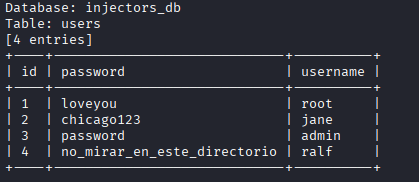 Database: injectors_db
Table: users
[4 entries]
+----+----------------------------+----------+
| id | password                   | username |
+----+----------------------------+----------+
| 1  | loveyou                    | root     |
| 2  | chicago123                 | jane     |
| 3  | password                   | admin    |
| 4  | no_mirar_en_este_directorio | ralf     |
+----+----------------------------+----------+